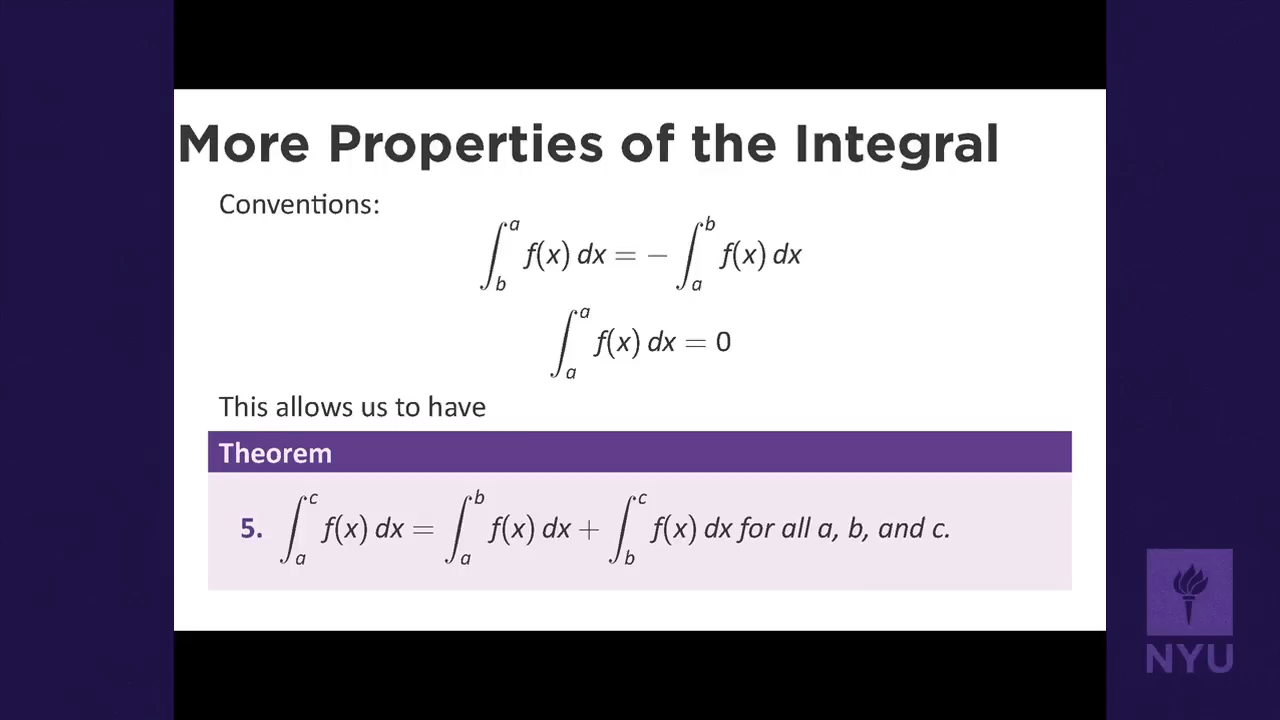 More Properties of the Integral
Conventions:
∫_b^a f(x) dx = − ∫_a^b f(x) dx
∫_a^a f(x) dx = 0
This allows us to have
Theorem
5. ∫_a^c f(x) dx = ∫_a^b f(x) dx + ∫_b^c f(x) dx for all a, b, and c.
NYU